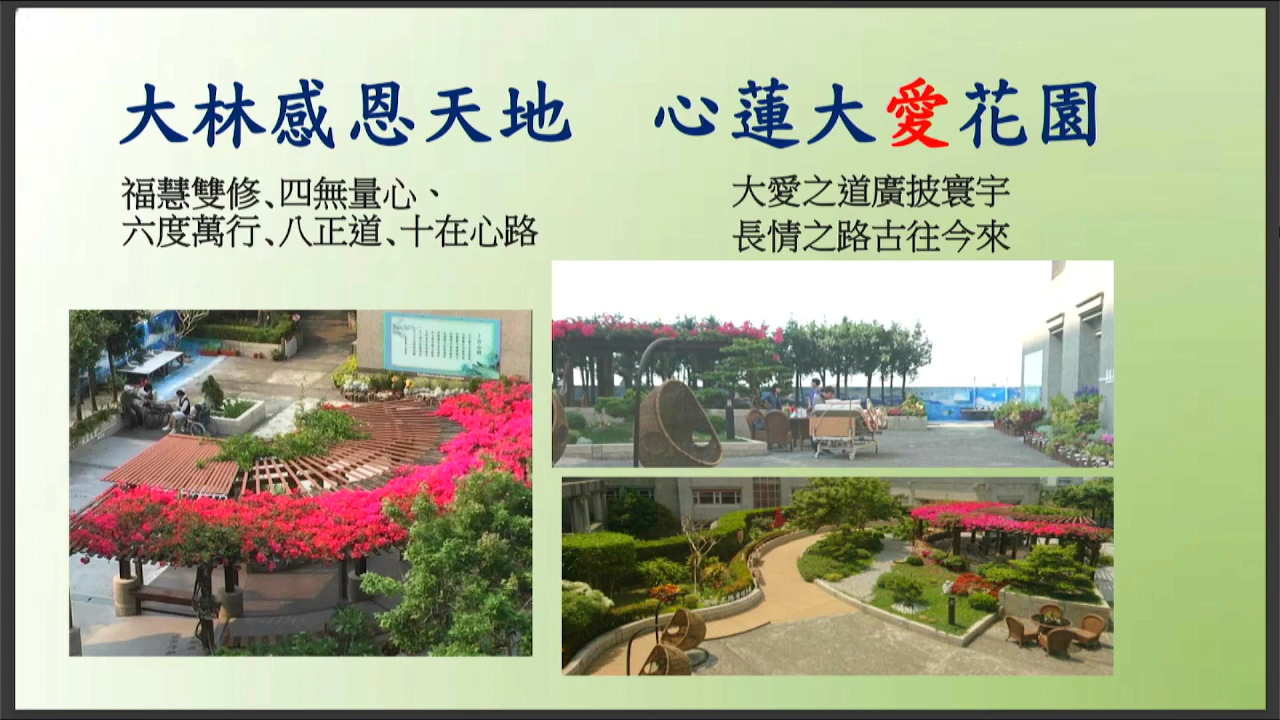 大林感恩天地 心蓮大愛花園
福慧雙修、四無量心、
六度萬行、八正道、十在心路
大愛之道廣披寰宇
長情之路古往今來